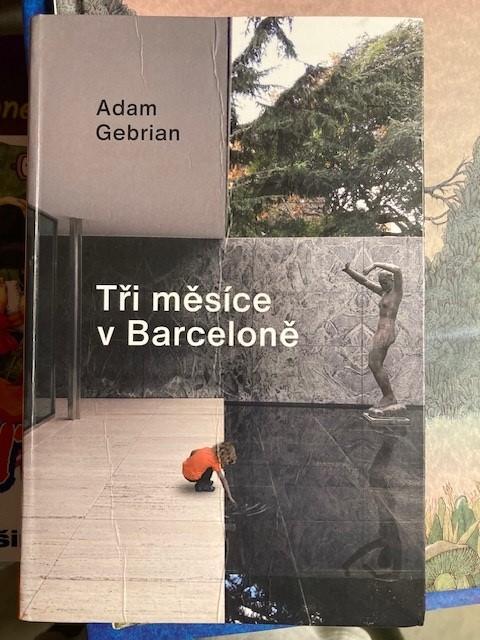 Adam
Gebrian
Tři měsíce
v Barceloně